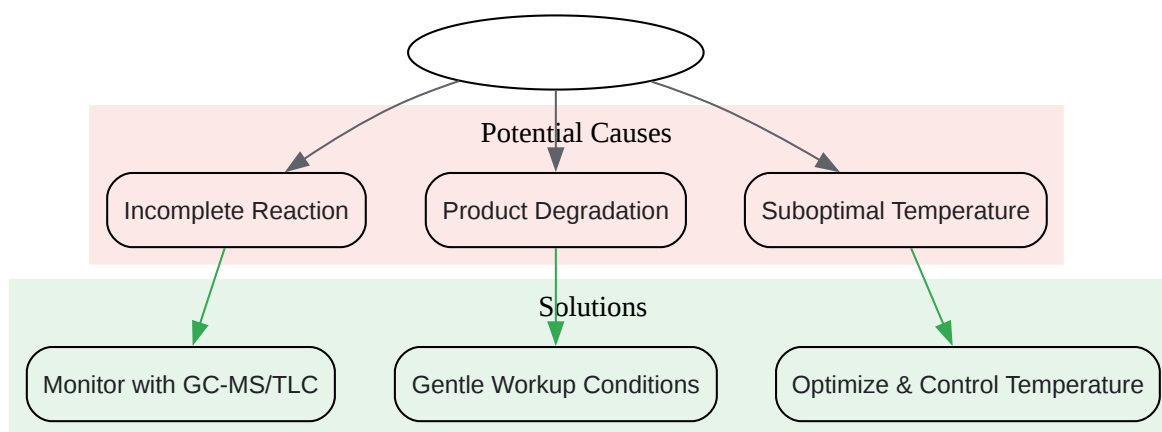 Potential Causes
Incomplete Reaction
Product Degradation
Suboptimal Temperature
Solutions
Monitor with GC-MS/TLC
Gentle Workup Conditions
Optimize & Control Temperature